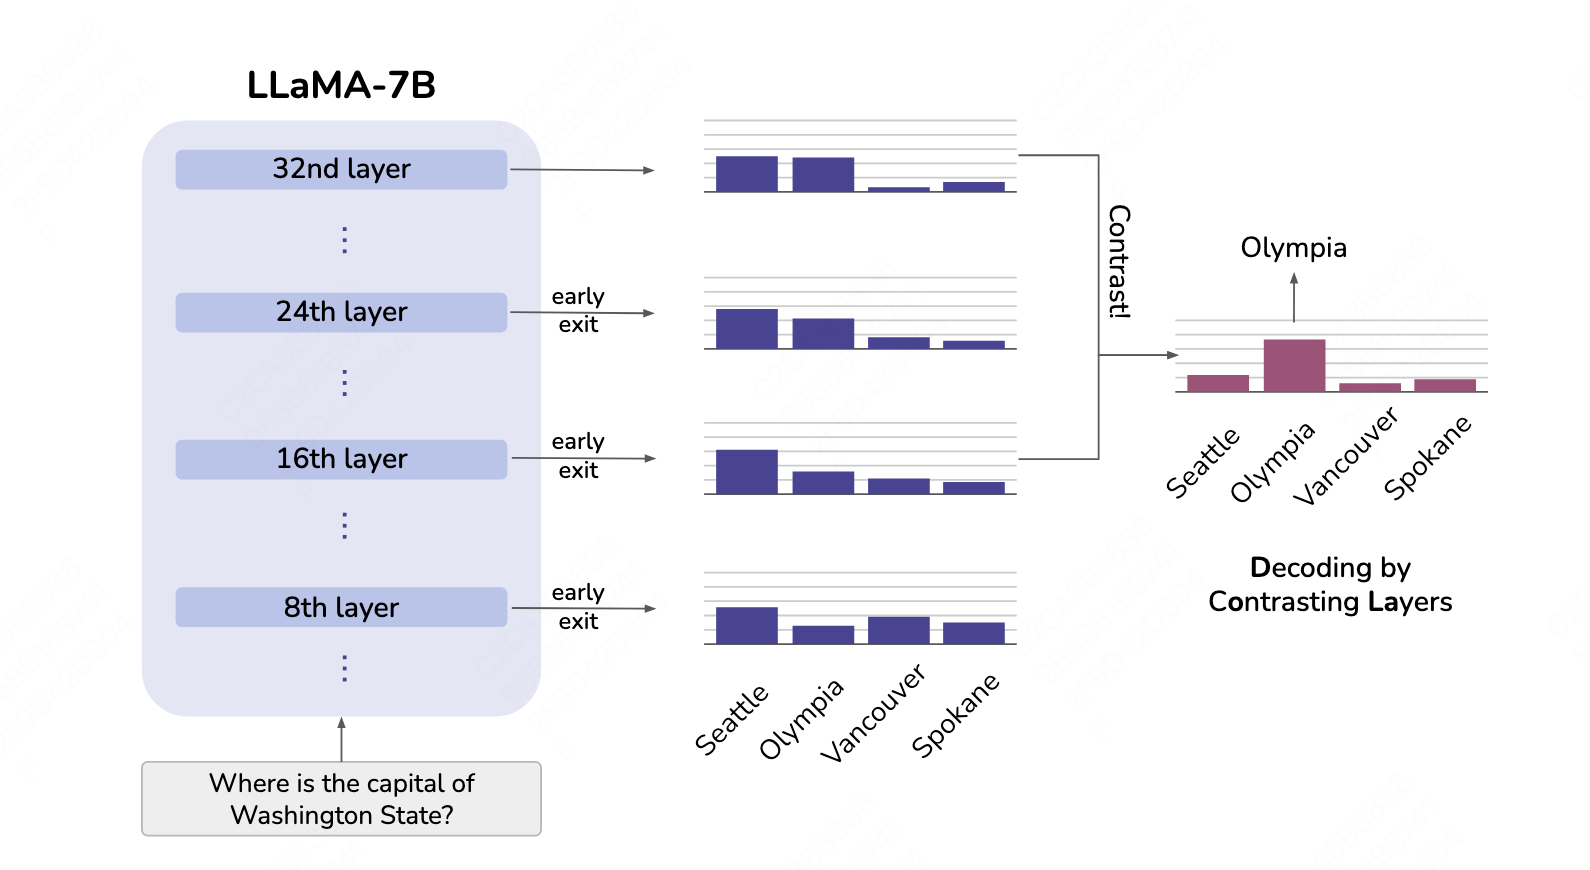 LLaMA-7B
32nd layer
⋮
24th layer
early
exit
⋮
16th layer
early
exit
⋮
8th layer
early
exit
⋮
Where is the capital of
Washington State?
Seattle
Olympia
Vancouver
Spokane
Contrast!
Olympia
Seattle
Olympia
Vancouver
Spokane
Decoding by
Contrasting Layers